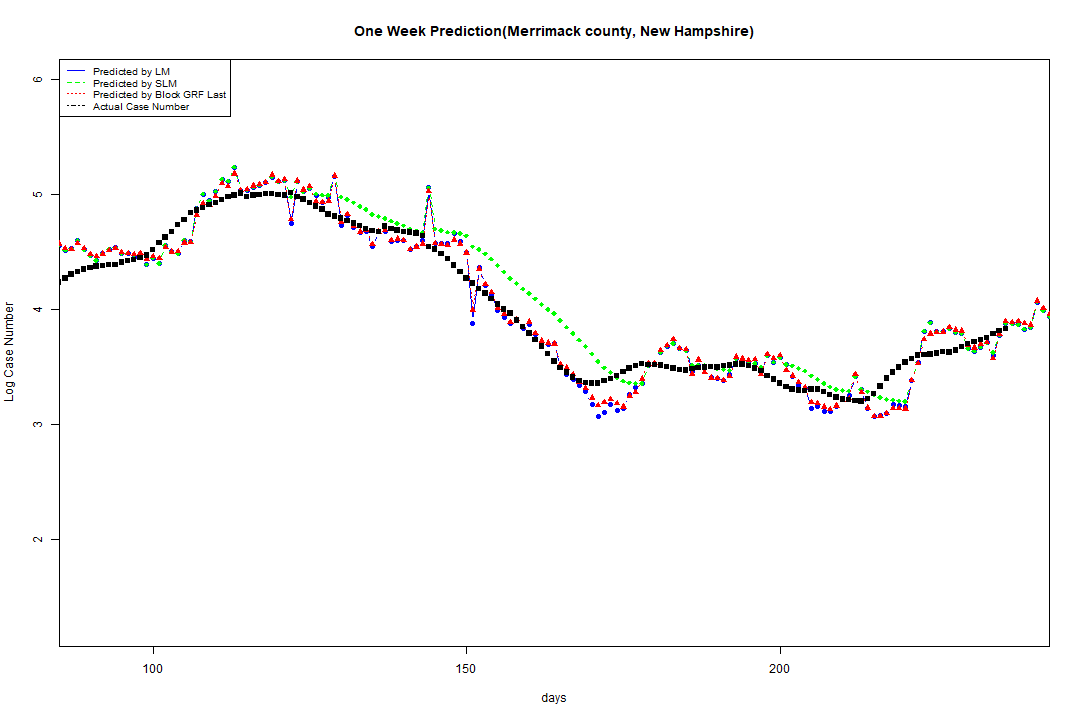 One Week Prediction(Merrimack county, New Hampshire)
Predicted by LM
Predicted by SLM
Predicted by Block GRF Last
Actual Case Number
6
5
4
3
2
Log Case Number
100 150 200
days